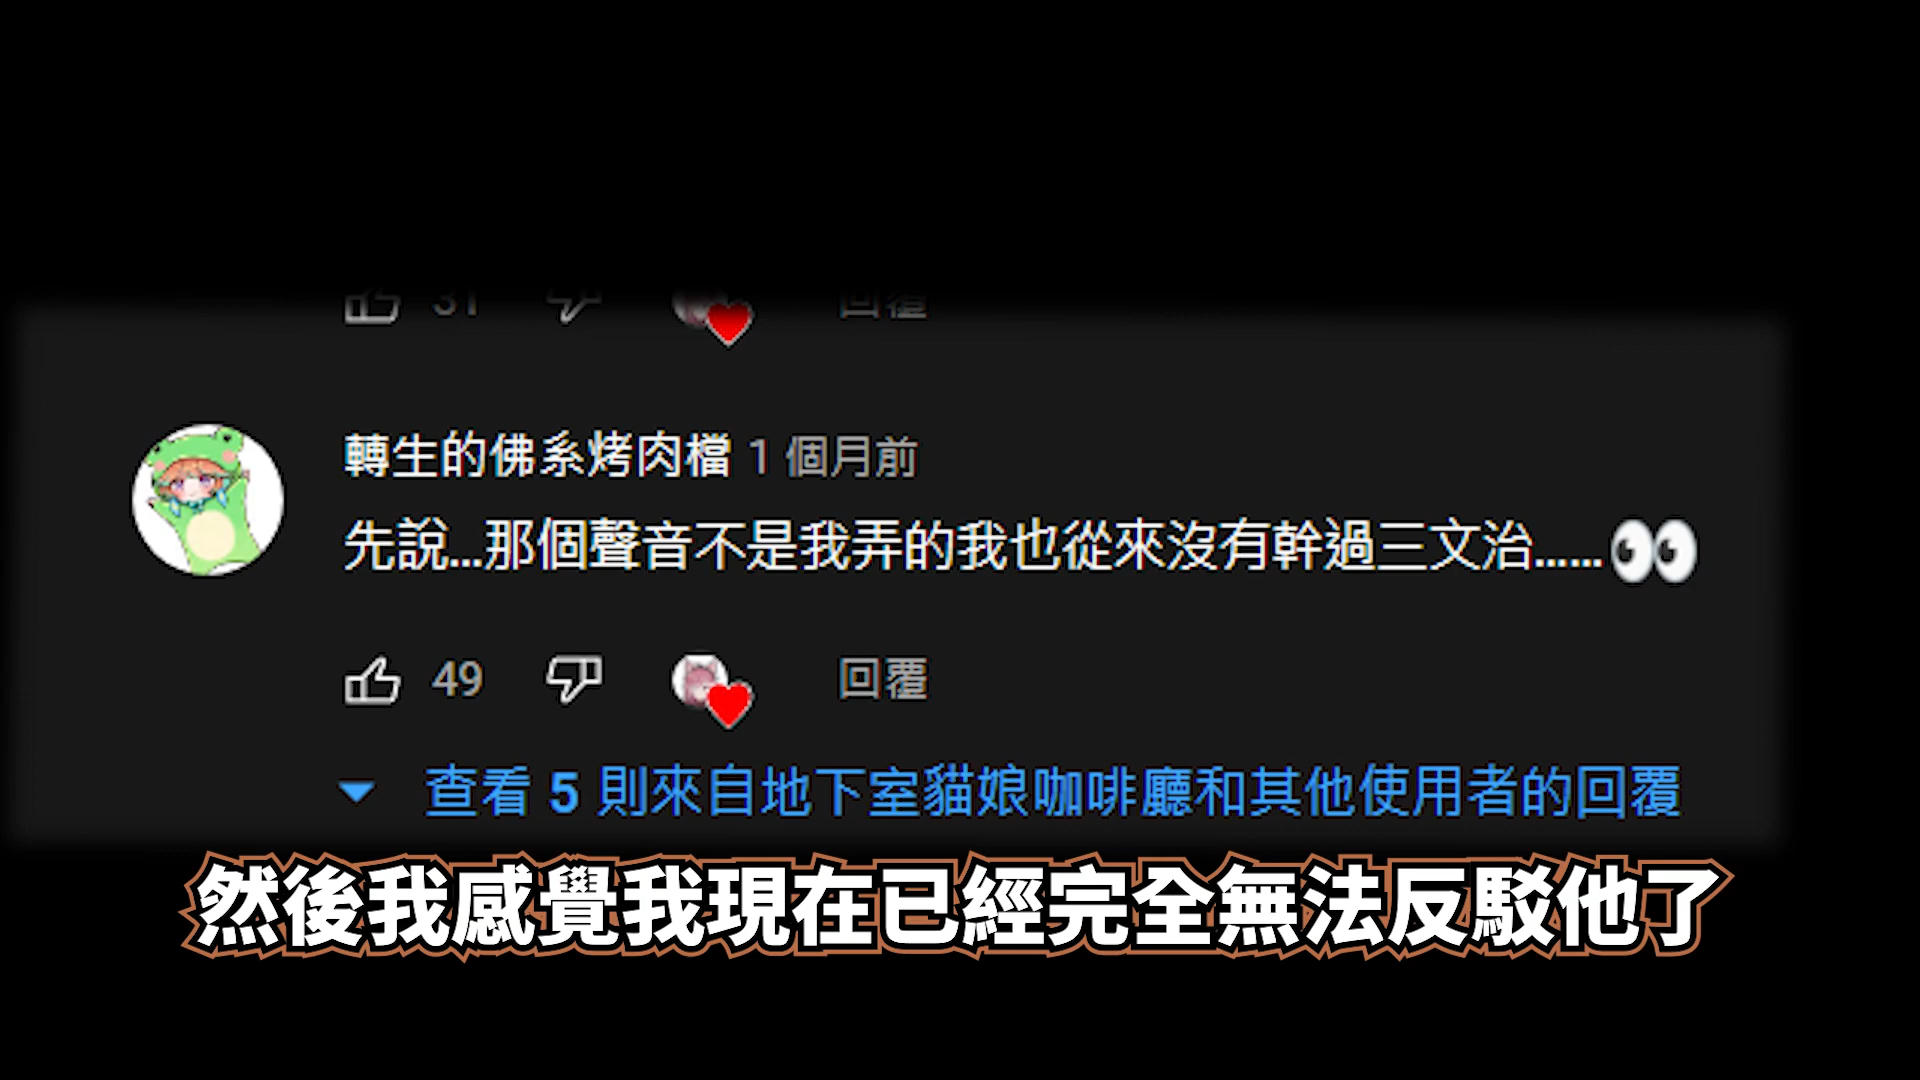 31 回覆
轉生的佛系烤肉檔 1 個月前
先說...那個聲音不是我弄的我也從來沒有幹過三文治......👀
49 回覆
查看 5 則來自地下室貓娘咖啡廳和其他使用者的回覆
然後我感覺我現在已經完全無法反駁他了